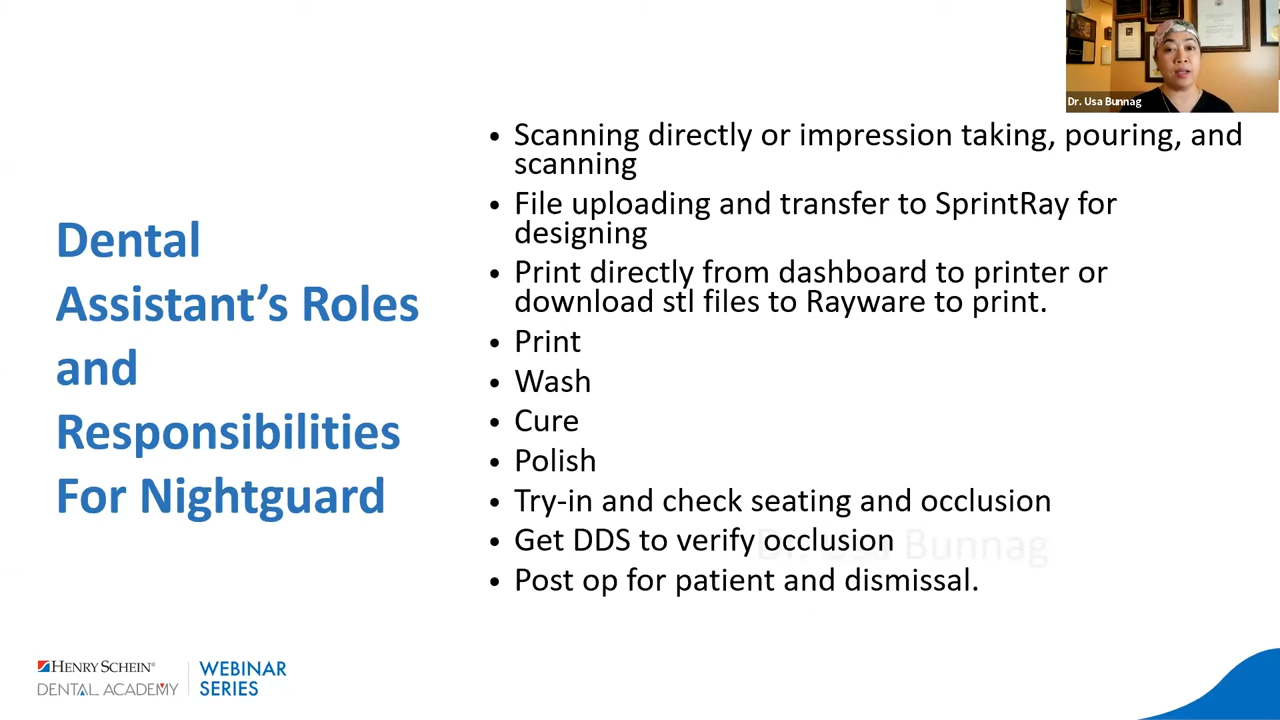 Dr. Usa Bunnag
Dental
Assistant’s Roles
and
Responsibilities
For Nightguard
• Scanning directly or impression taking, pouring, and
scanning
• File uploading and transfer to SprintRay for
designing
• Print directly from dashboard to printer or
download stl files to Rayware to print.
• Print
• Wash
• Cure
• Polish
• Try-in and check seating and occlusion
• Get DDS to verify occlusion
• Post op for patient and dismissal.
Dr. Usa Bunnag
HENRY SCHEIN®
DENTAL ACADEMY
WEBINAR
SERIES